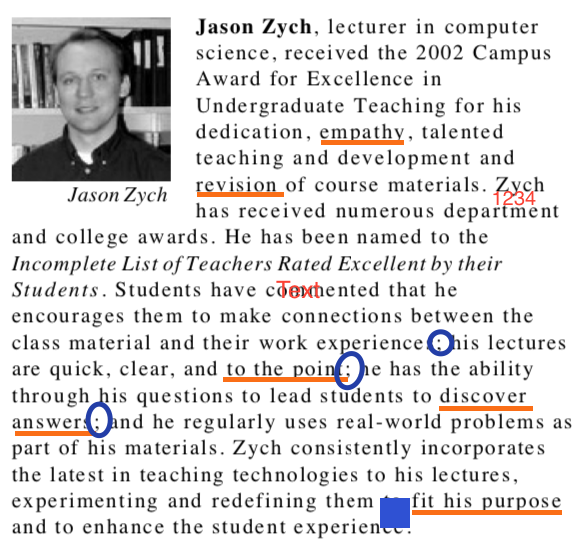 Jason Zych, lecturer in computer
science, received the 2002 Campus
Award for Excellence in
Undergraduate Teaching for his
dedication, empathy, talented
teaching and development and
revision of course materials. Zych
1234
Jason Zych
has received numerous department
and college awards. He has been named to the
Incomplete List of Teachers Rated Excellent by their
Students. Students have commented that he
Text
encourages them to make connections between the
class material and their work experiences; his lectures
are quick, clear, and to the point; he has the ability
through his questions to lead students to discover
answers; and he regularly uses real-world problems as
part of his materials. Zych consistently incorporates
the latest in teaching technologies to his lectures,
experimenting and redefining them to fit his purpose
and to enhance the student experience.